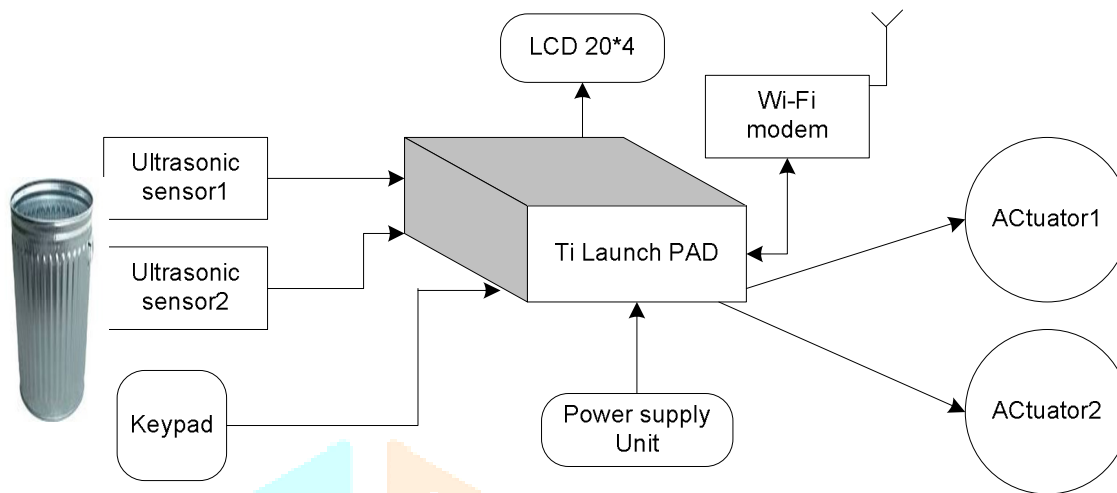 LCD 20*4
Wi-Fi
modem
Ultrasonic
sensor1
ACtuator1
Ti Launch PAD
Ultrasonic
sensor2
Keypad
Power supply
Unit
ACtuator2